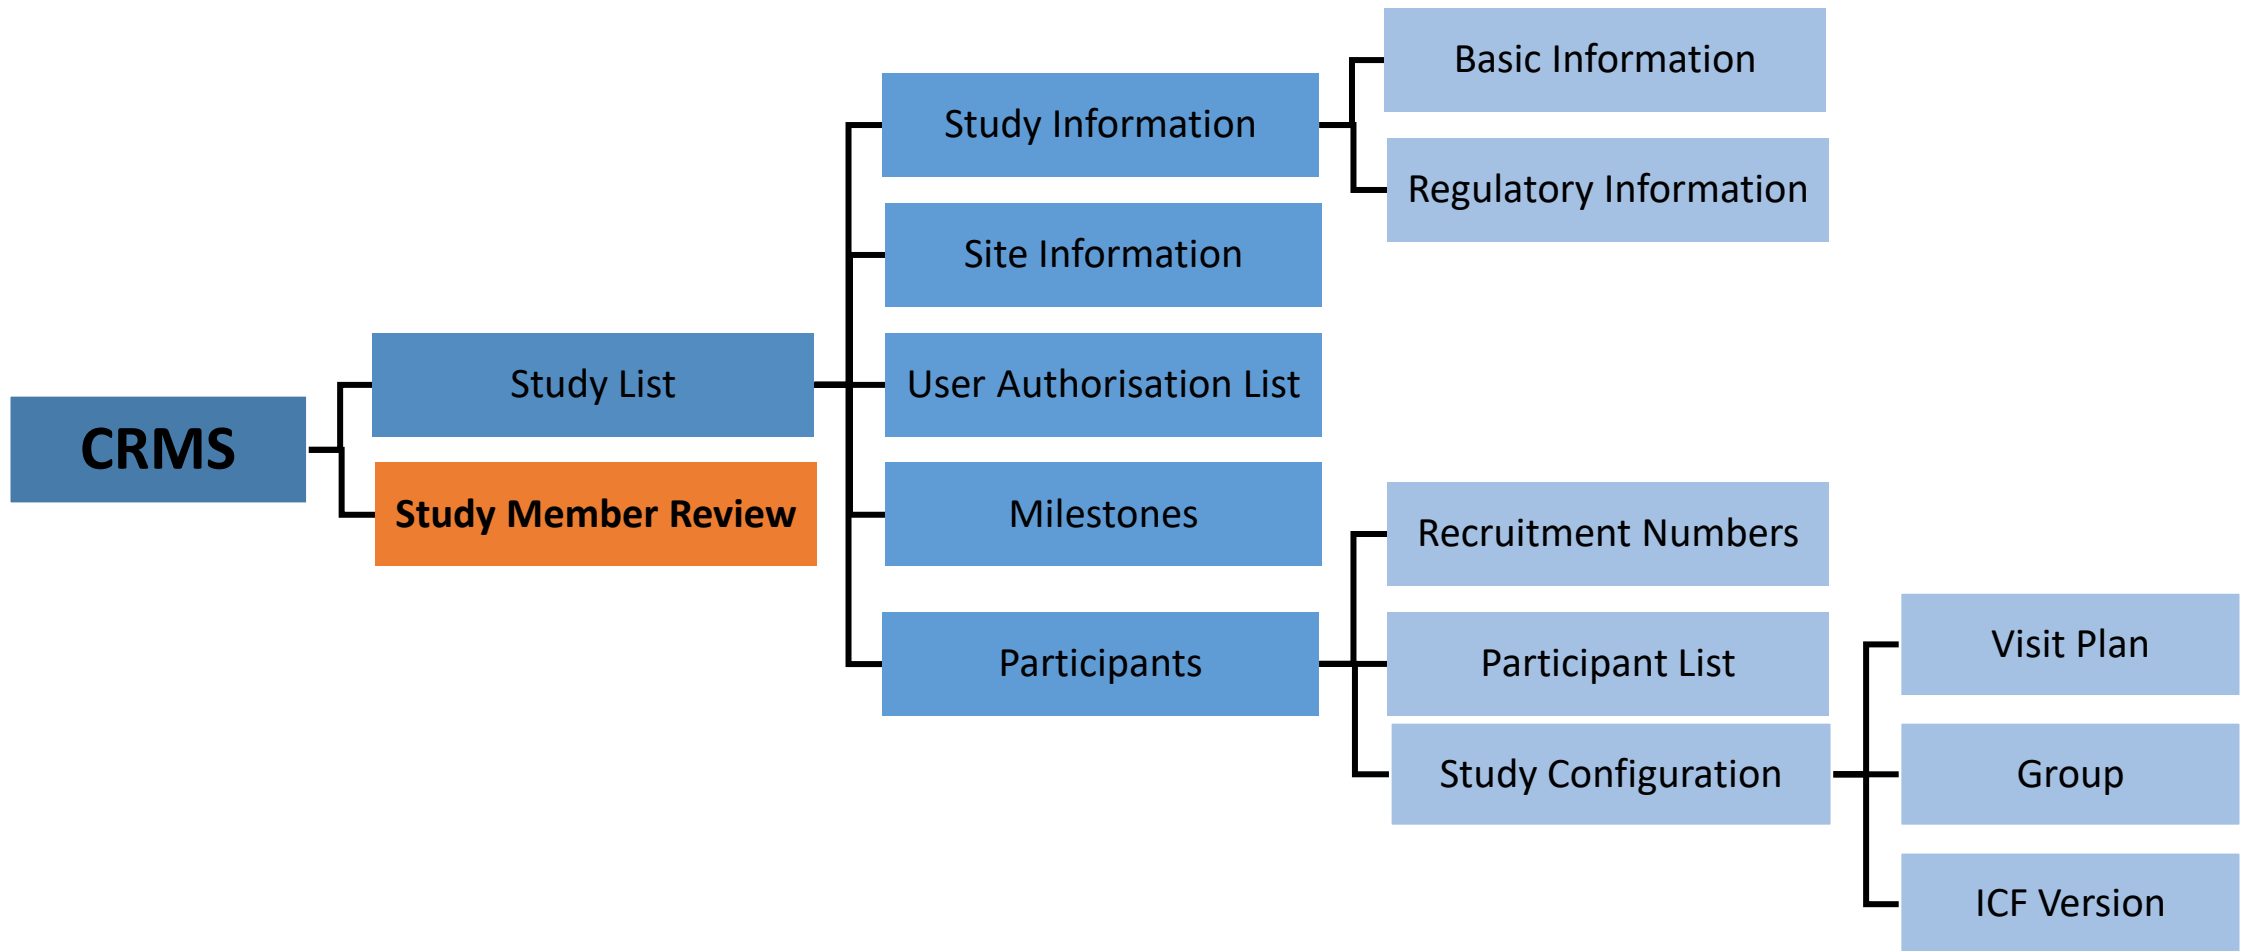 CRMS
Study List
Study Member Review
Study Information
Site Information
User Authorisation List
Milestones
Participants
Basic Information
Regulatory Information
Recruitment Numbers
Participant List
Study Configuration
Visit Plan
Group
ICF Version